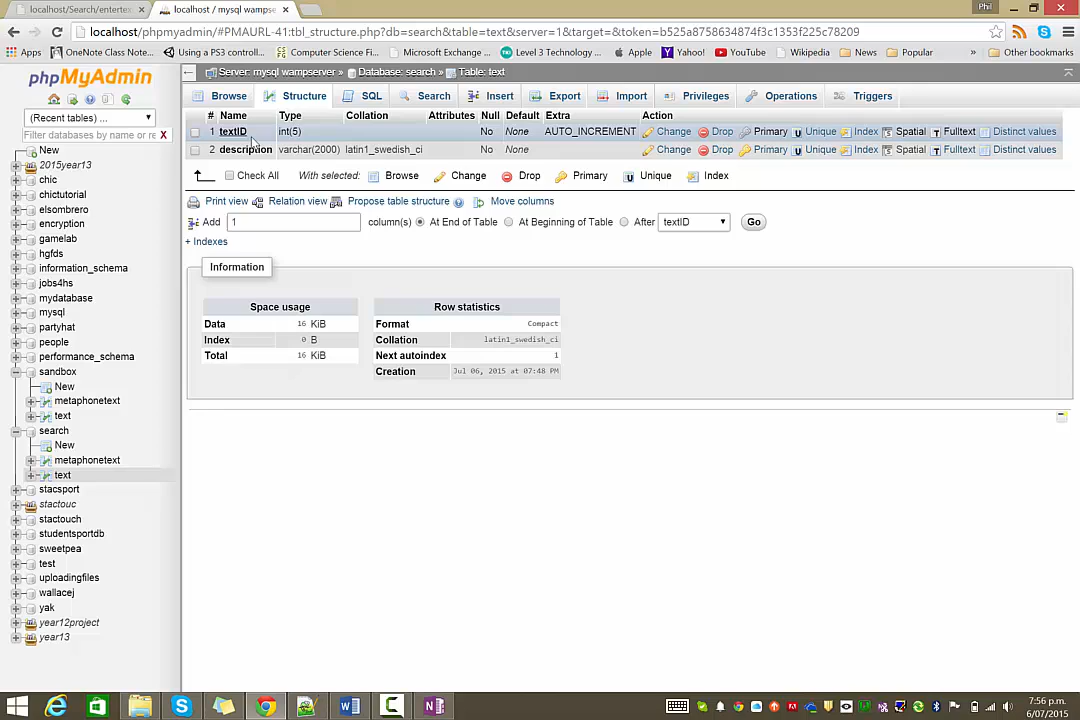 localhost/Search/entertex
localhost / mysql wampse
Phil
localhost/phpmyadmin/#PMAURL-41:tbl_structure.php?db=search&table=text&server=1&target=&token=b525a8758634874f3c1353f225c78209
Apps
OneNote Class Note...
Using a PS3 controll...
Computer Science Fi...
Microsoft Exchange ...
Level 3 Technology ...
Apple
Yahoo!
YouTube
Wikipedia
News
Popular
»
Other bookmarks
phpMyAdmin
(Recent tables) ...
Filter databases by name or re X
New
2015year13
chic
chictutorial
elsombrero
encryption
gamelab
hgfds
information_schema
jobs4hs
mydatabase
mysql
partyhat
people
performance_schema
sandbox
New
metaphonetext
text
search
New
metaphonetext
text
stacsport
stactouc
stactouch
studentsportdb
sweetpea
test
uploadingfiles
wallacej
yak
year12project
year13
Server: mysql wampserver » Database: search » Table: text
Browse Structure SQL Search Insert Export Import Privileges Operations Triggers
# Name Type Collation Attributes Null Default Extra Action
1 textID int(5) No None AUTO_INCREMENT Change Drop Primary Unique Index Spatial Fulltext Distinct values
2 description varchar(2000) latin1_swedish_ci No None Change Drop Primary Unique Index Spatial Fulltext Distinct values
Check All With selected: Browse Change Drop Primary Unique Index
Print view Relation view Propose table structure Move columns
Add 1 column(s) At End of Table At Beginning of Table After textID Go
+ Indexes
Information
Space usage
Data 16 KiB
Index 0 B
Total 16 KiB
Row statistics
Format Compact
Collation latin1_swedish_ci
Next autoindex 1
Creation Jul 06, 2015 at 07:48 PM
7:56 p.m.
6/07/2015